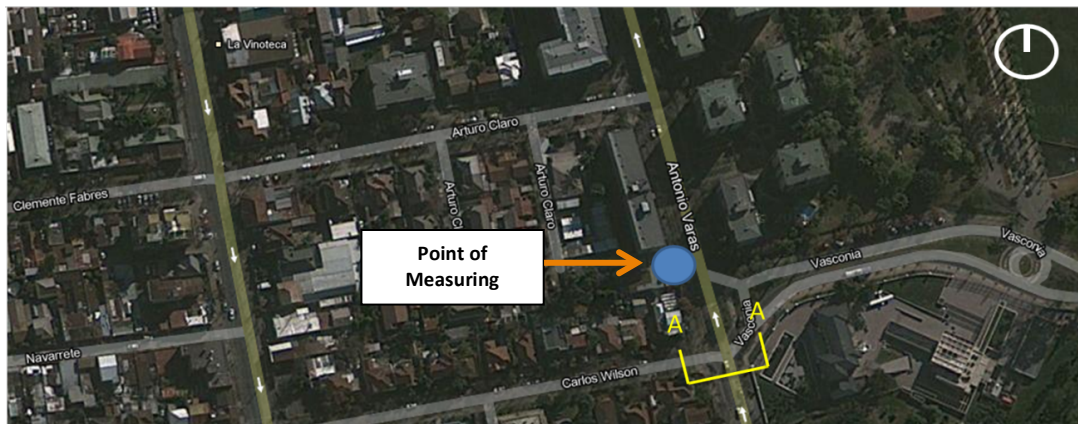 La Vinoteca
Arturo Claro
Clemente Fabres
Arturo Cl
Arturo Claro
Antonio Varas
Point of
Measuring
Vasconia
Vasconia
Vasconia
A
A
Vasconia
Navarrete
Carlos Wilson